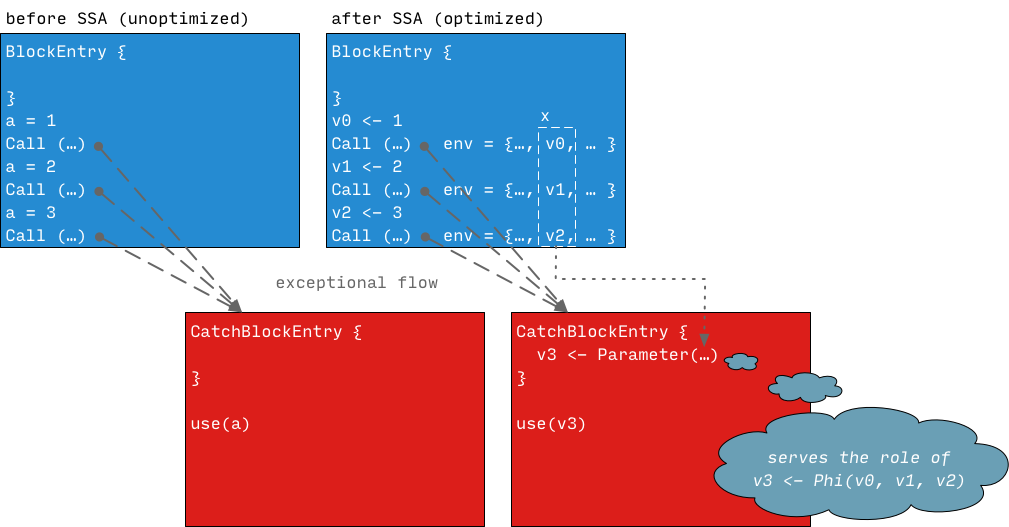 before SSA (unoptimized)
BlockEntry {
}
a = 1
Call (…)
a = 2
Call (…)
a = 3
Call (…)
after SSA (optimized)
BlockEntry {
}
x
v0 <- 1
Call (…) env = {…, v0, … }
v1 <- 2
Call (…) env = {…, v1, … }
v2 <- 3
Call (…) env = {…, v2, … }
exceptional flow
CatchBlockEntry {
}
use(a)
CatchBlockEntry {
v3 <- Parameter(…)
}
use(v3)
serves the role of
v3 <- Phi(v0, v1, v2)